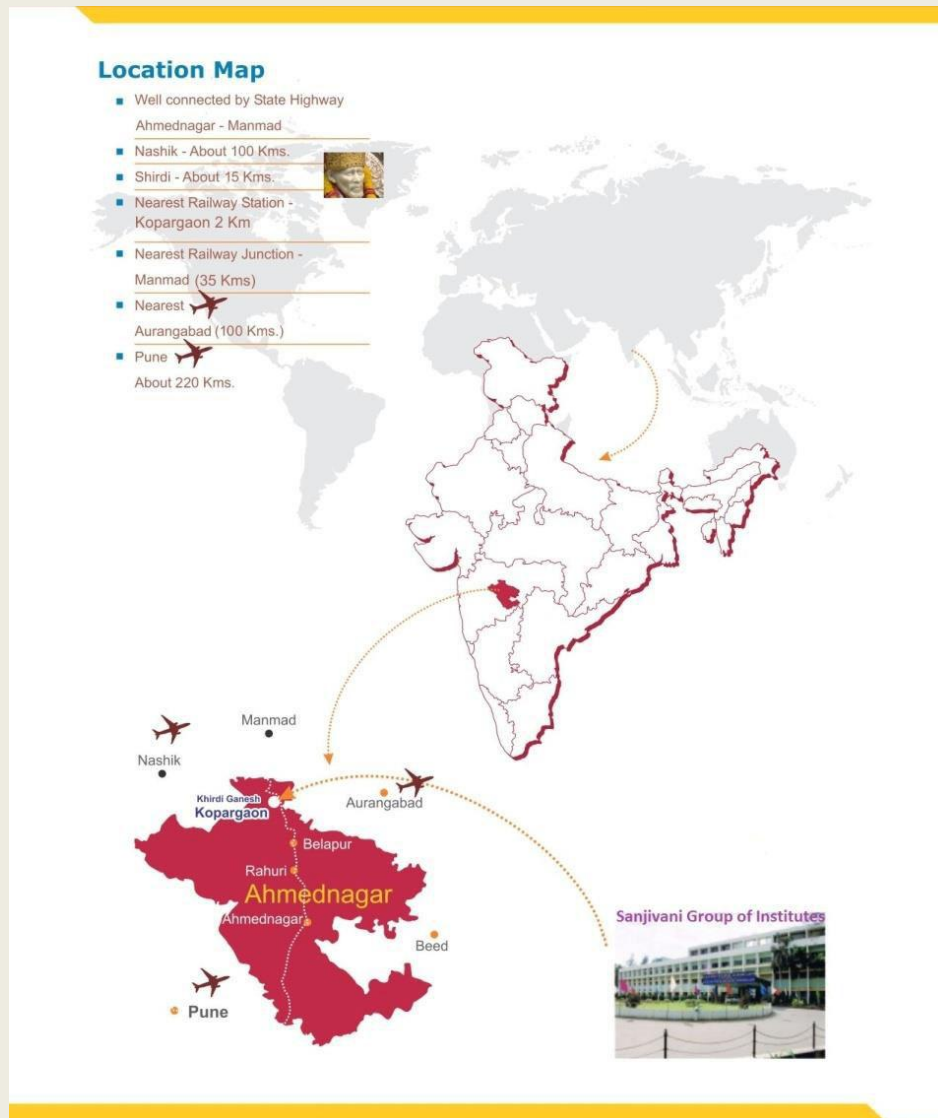 Location Map
Well connected by State Highway
Ahmednagar - Manmad
Nashik - About 100 Kms.
Shirdi - About 15 Kms.
Nearest Railway Station -
Kopargaon 2 Km
Nearest Railway Junction -
Manmad (35 Kms)
Nearest
Aurangabad (100 Kms.)
Pune
About 220 Kms.
Manmad
Nashik
Khirdi Ganesh
Kopargaon
Aurangabad
Belapur
Rahuri
Ahmednagar
Ahmednagar
Beed
Pune
Sanjivani Group of Institutes